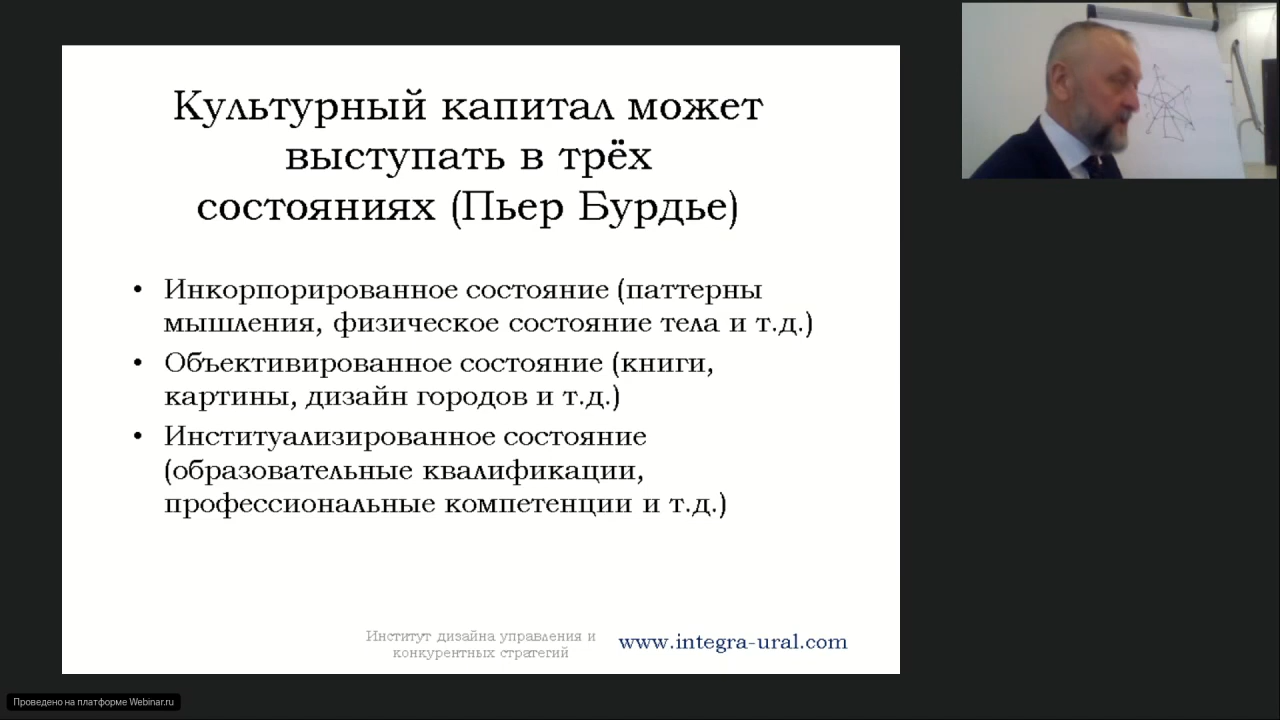 Культурный капитал может
выступать в трёх
состояниях (Пьер Бурдье)
• Инкорпорированное состояние (паттерны
мышления, физическое состояние тела и т.д.)
• Объективированное состояние (книги,
картины, дизайн городов и т.д.)
• Институализированное состояние
(образовательные квалификации,
профессиональные компетенции и т.д.)
Институт дизайна управления и
конкурентных стратегий
www.integra-ural.com
Проведено на платформе Webinar.ru